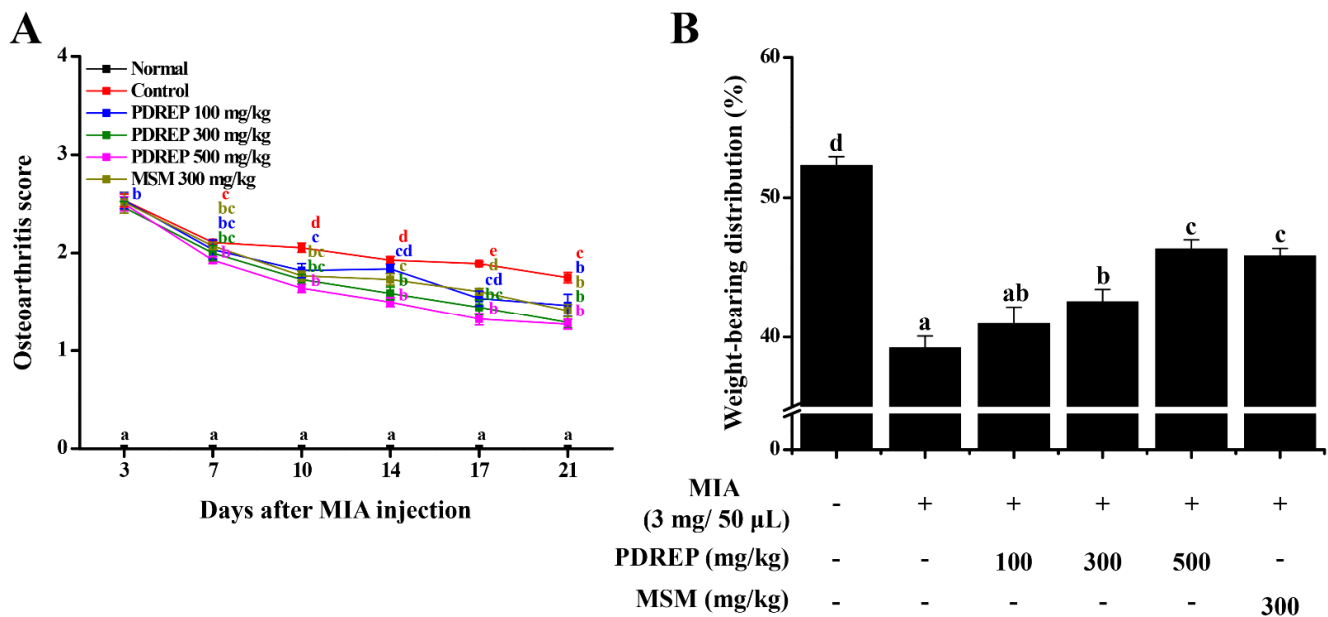 A
4
3
2
1
0
Osteoarthritis score
Normal
Control
PDREP 100 mg/kg
PDREP 300 mg/kg
PDREP 500 mg/kg
MSM 300 mg/kg
b
c
bc
bc
bc
b
d
c
bc
bc
b
d
cd
c
b
b
e
d
cd
bc
b
c
b
b
b
b
a a a a a a
3 7 10 14 17 21
Days after MIA injection
B
60
50
40
0
Weight-bearing distribution (%)
d a ab b c c
MIA
(3 mg/ 50 µL) - + + + + +
PDREP (mg/kg) - - 100 300 500 -
MSM (mg/kg) - - - - - 300